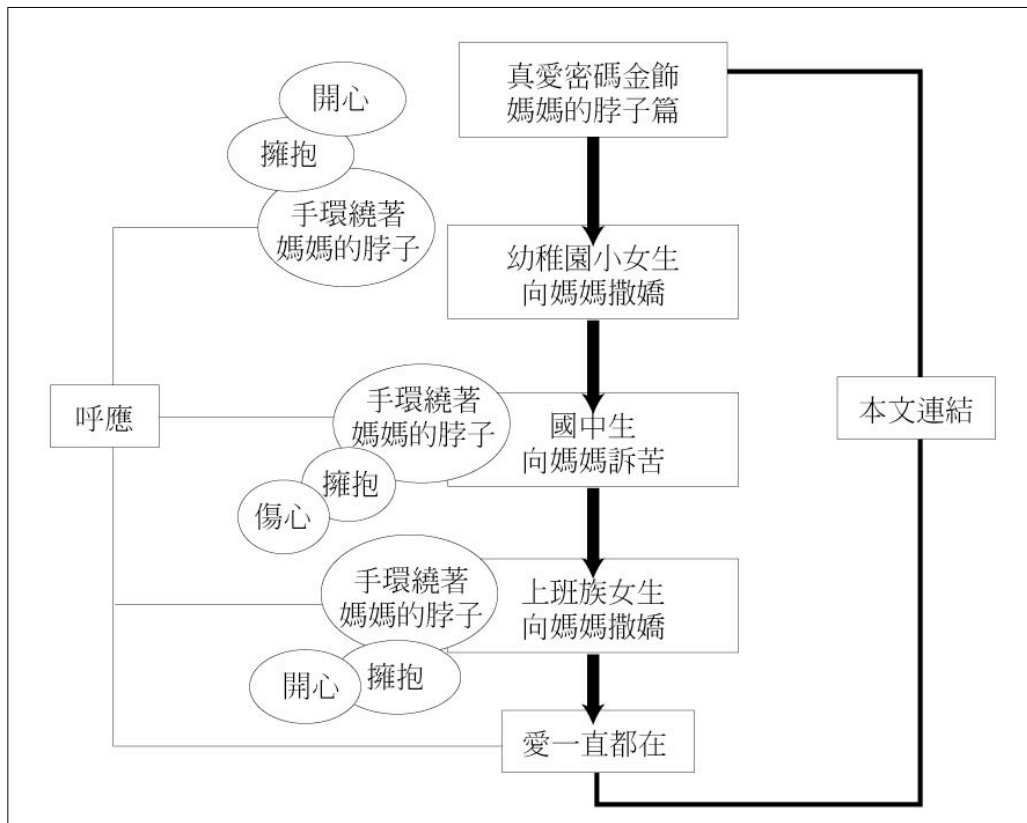 真愛密碼金飾
媽媽的脖子篇
開心
擁抱
手環繞著
媽媽的脖子
幼稚園小女生
向媽媽撒嬌
呼應
手環繞著
媽媽的脖子
擁抱
傷心
國中生
向媽媽訴苦
本文連結
手環繞著
媽媽的脖子
擁抱
開心
上班族女生
向媽媽撒嬌
愛一直都在